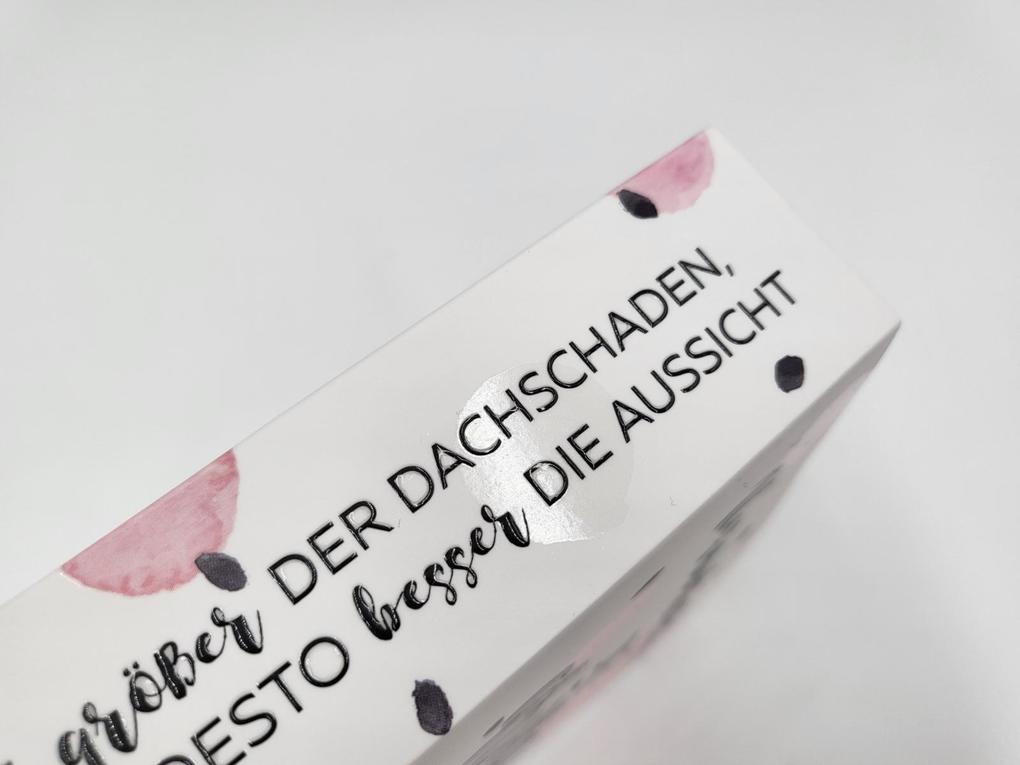 größer DER DACHSCHADEN,
DESTO besser DIE AUSSICHT